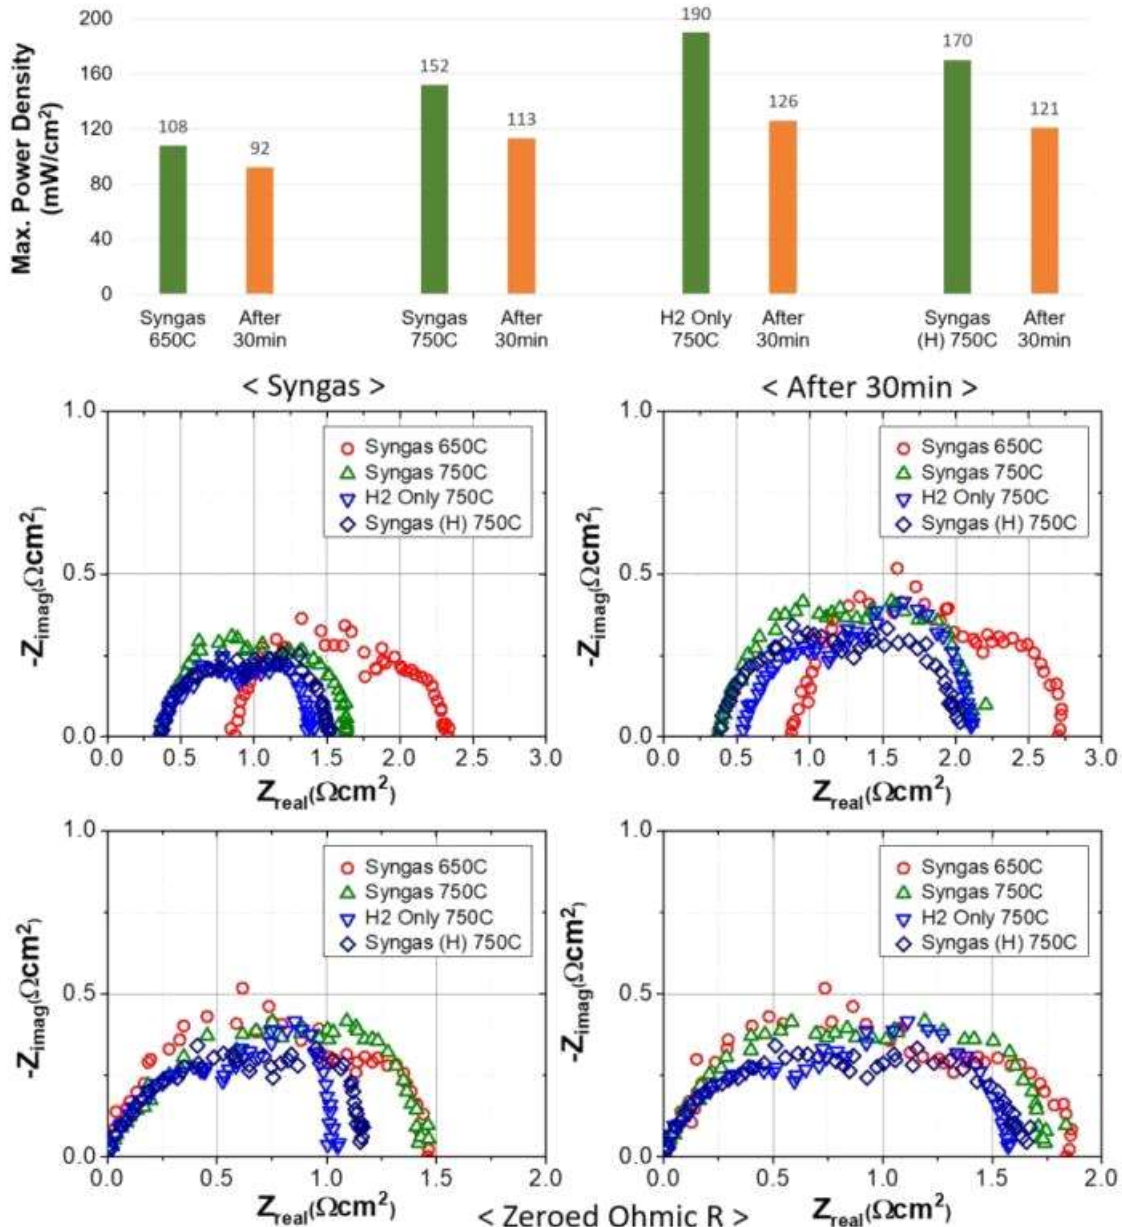 Max. Power Density
(mW/cm²)
200
160
120
80
40
0
108
92
152
113
190
126
170
121
Syngas
650C
After
30min
Syngas
750C
After
30min
H2 Only
750C
After
30min
Syngas
(H) 750C
After
30min
< Syngas >
< After 30min >
-Zimag(Ωcm²)
1.0
0.5
0.0
Syngas 650C
Syngas 750C
H2 Only 750C
Syngas (H) 750C
0.0 0.5 1.0 1.5 2.0 2.5 3.0
Zreal(Ωcm²)
-Zimag(Ωcm²)
1.0
0.5
0.0
Syngas 650C
Syngas 750C
H2 Only 750C
Syngas (H) 750C
0.0 0.5 1.0 1.5 2.0 2.5 3.0
Zreal(Ωcm²)
-Zimag(Ωcm²)
1.0
0.5
0.0
Syngas 650C
Syngas 750C
H2 Only 750C
Syngas (H) 750C
0.0 0.5 1.0 1.5 2.0
Zreal(Ωcm²)
-Zimag(Ωcm²)
1.0
0.5
0.0
Syngas 650C
Syngas 750C
H2 Only 750C
Syngas (H) 750C
0.0 0.5 1.0 1.5 2.0
Zreal(Ωcm²)
< Zeroed Ohmic R >